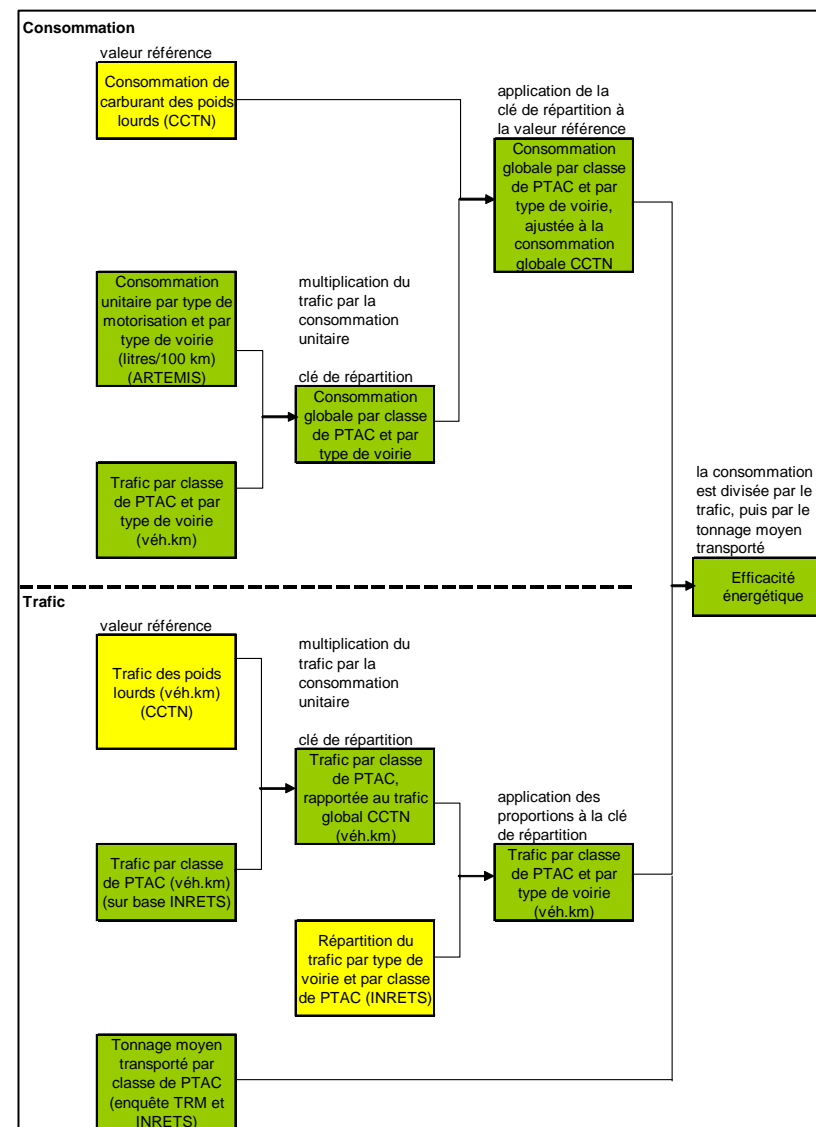 Consommation
valeur référence
Consommation de
carburant des poids
lourds (CCTN)
application de la
clé de répartition à
la valeur référence
Consommation
globale par classe
de PTAC et par
type de voirie,
ajustée à la
consommation
globale CCTN
Consommation
unitaire par type de
motorisation et par
type de voirie
(litres/100 km)
(ARTEMIS)
multiplication du
trafic par la
consommation
unitaire
clé de répartition
Consommation
globale par classe
de PTAC et par
type de voirie
Trafic par classe
de PTAC et par
type de voirie
(véh.km)
la consommation
est divisée par le
trafic, puis par le
tonnage moyen
transporté
Efficacité
énergétique
Trafic
valeur référence
Trafic des poids
lourds (véh.km)
(CCTN)
multiplication du
trafic par la
consommation
unitaire
clé de répartition
Trafic par classe
de PTAC,
rapportée au trafic
global CCTN
(véh.km)
application des
proportions à la clé
de répartition
Trafic par classe
de PTAC et par
type de voirie
(véh.km)
Trafic par classe
de PTAC (véh.km)
(sur base INRETS)
Répartition du
trafic par type de
voirie et par classe
de PTAC (INRETS)
Tonnage moyen
transporté par
classe de PTAC
(enquête TRM et
INRETS)